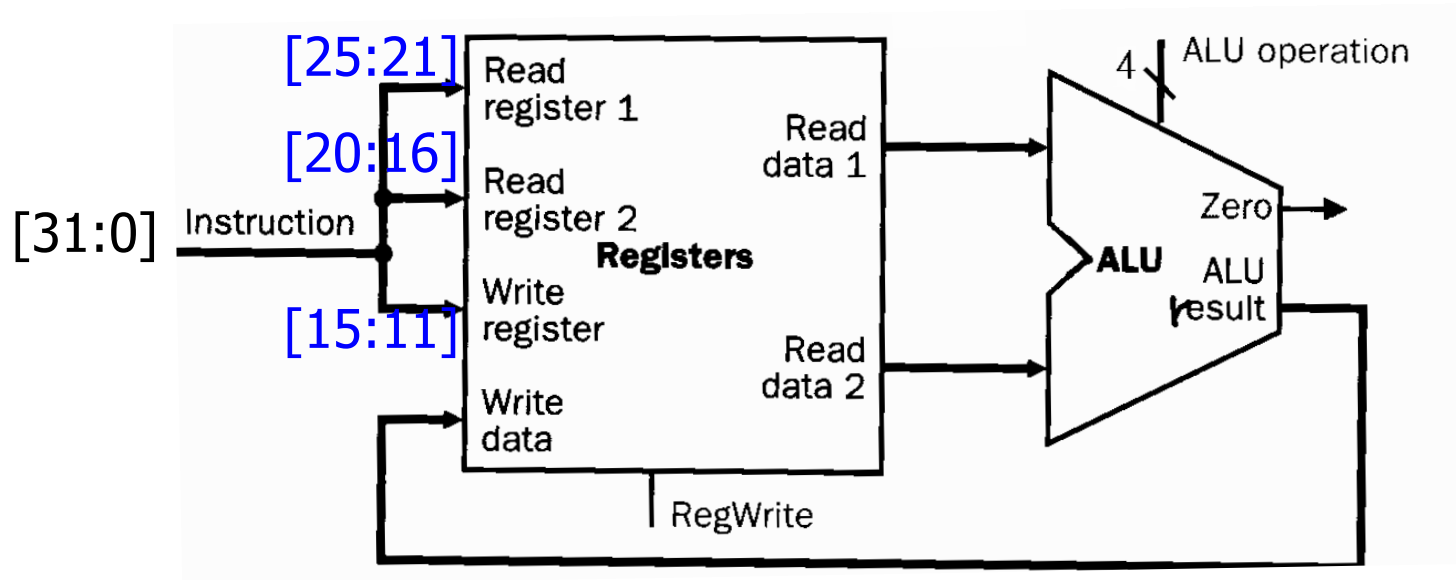 [25:21]
Read
register 1
[20:16]
Read
register 2
[31:0]
Instruction
Registers
Write
register
[15:11]
Write
data
Read
data 1
Read
data 2
RegWrite
4
ALU operation
Zero
ALU
ALU
result